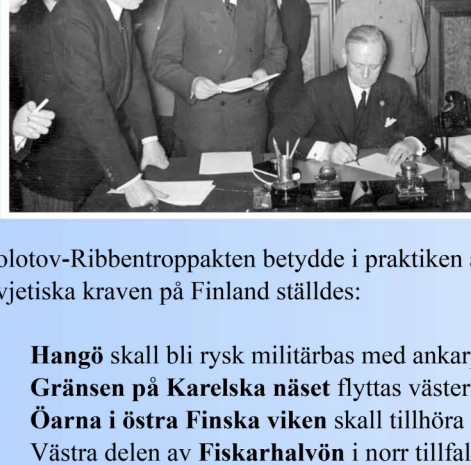 olotov-Ribbentroppakten betydde i praktiken
vjetiska kraven på Finland ställdes:
Hangö skall bli rysk militärbas med ankar
Gränsen på Karelska näset flyttas väster
Öarna i östra Finska viken skall tillhöra
Västra delen av Fiskarhalvön i norr tillfal